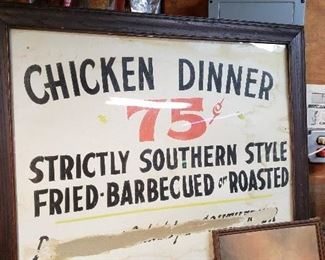 CHICKEN DINNER
75¢
STRICTLY SOUTHERN STYLE
FRIED-BARBECUED or ROASTED